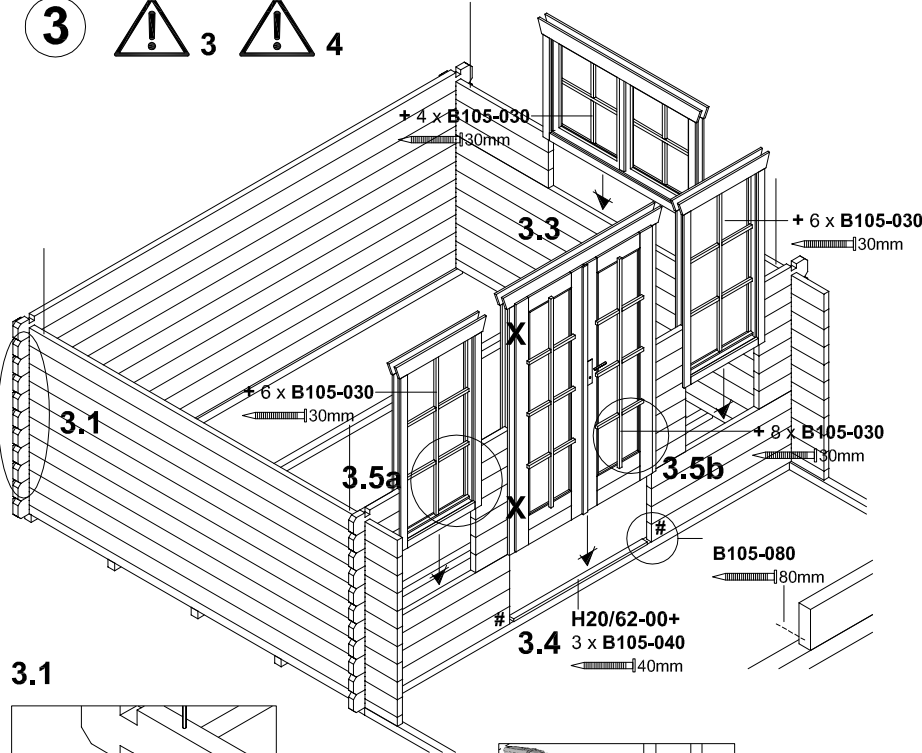 3
3
4
+ 4 x B105-030
30mm
+ 6 x B105-030
30mm
3.3
X
+ 6 x B105-030
30mm
3.1
+ 8 x B105-030
30mm
3.5a
3.5b
X
#
B105-080
80mm
#
3.4
H20/62-00+
3 x B105-040
40mm
3.1